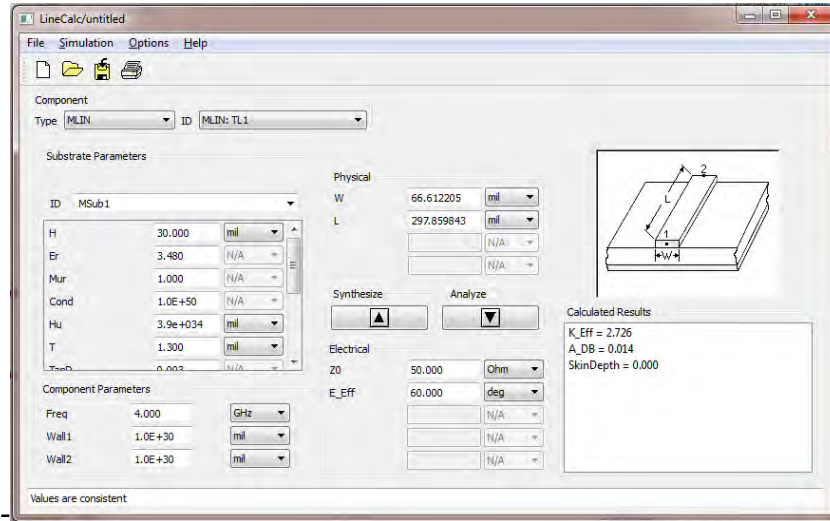 LineCalc/untitled
File Simulation Options Help
Component
Type MLIN ID MLIN: TL1
Substrate Parameters
ID MSub1
H 30.000 mil
Er 3.480 N/A
Mur 1.000 N/A
Cond 1.0E+50 N/A
Hu 3.9e+034 mil
T 1.300 mil
TanD 0.003 N/A
Component Parameters
Freq 4.000 GHz
Wall1 1.0E+30 mil
Wall2 1.0E+30 mil
Physical
W 66.612205 mil
L 297.859843 mil
N/A
N/A
Synthesize Analyze
Electrical
Z0 50.000 Ohm
E_Eff 60.000 deg
N/A
N/A
N/A
2
L
1
W
Calculated Results
K_Eff = 2.726
A_DB = 0.014
SkinDepth = 0.000
Values are consistent